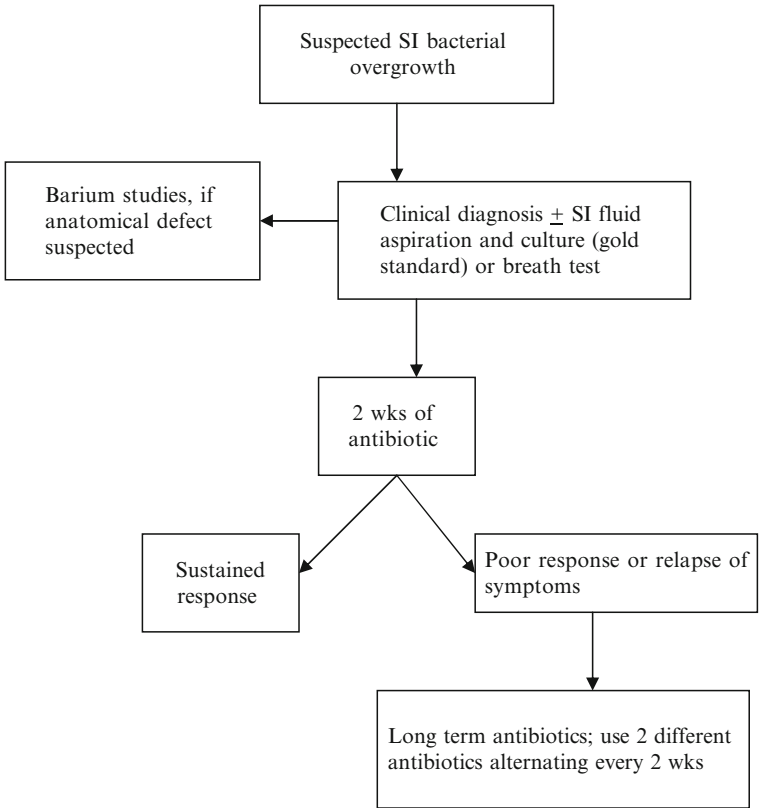 Suspected SI bacterial
overgrowth
Barium studies, if
anatomical defect
suspected
Clinical diagnosis ± SI fluid
aspiration and culture (gold
standard) or breath test
2 wks of
antibiotic
Sustained
response
Poor response or relapse of
symptoms
Long term antibiotics; use 2 different
antibiotics alternating every 2 wks